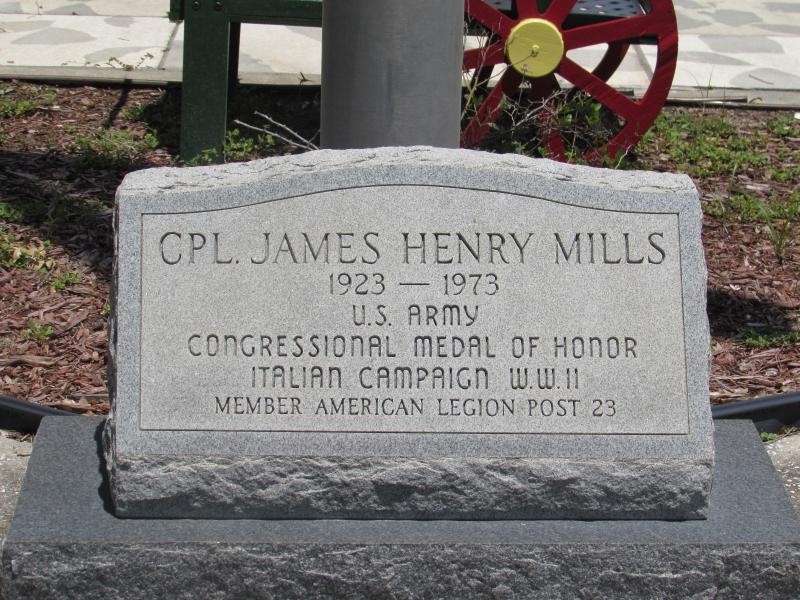 CPL. JAMES HENRY MILLS
1923 — 1973
U.S. ARMY
CONGRESSIONAL MEDAL OF HONOR
ITALIAN CAMPAIGN W.W.II
MEMBER AMERICAN LEGION POST 23